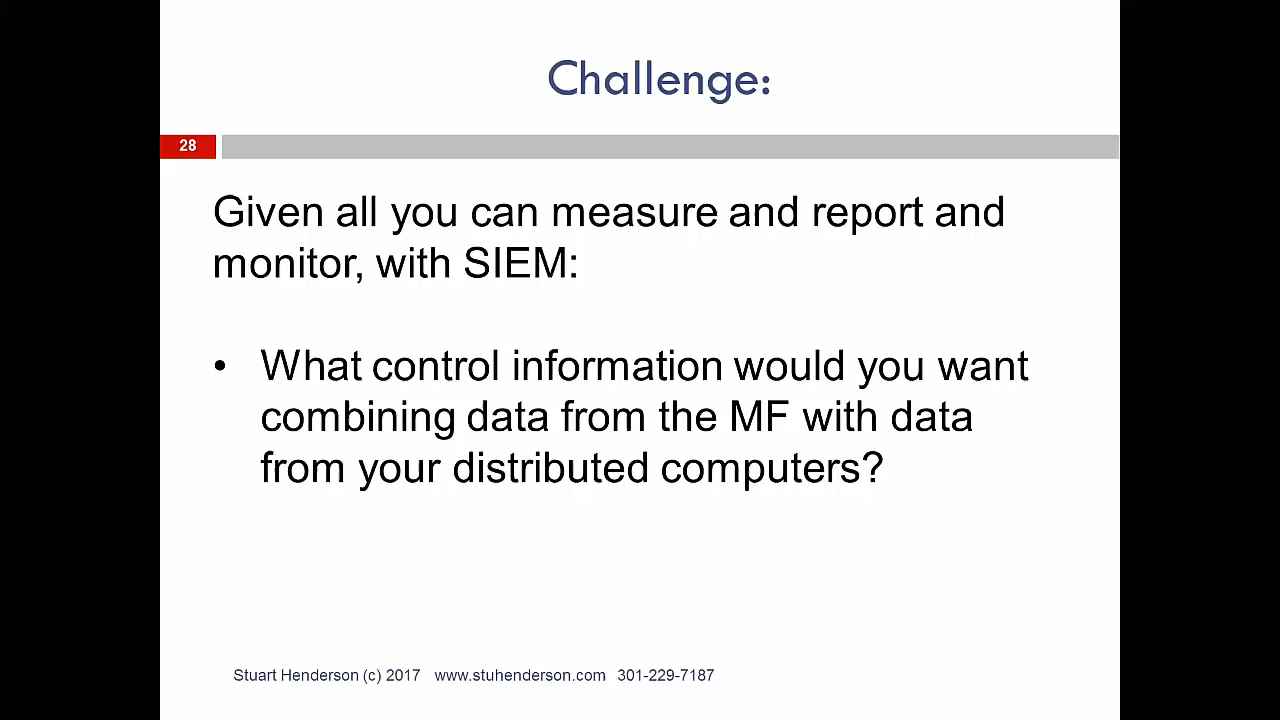 Challenge:
28
Given all you can measure and report and
monitor, with SIEM:
• What control information would you want
combining data from the MF with data
from your distributed computers?
Stuart Henderson (c) 2017 www.stuhenderson.com 301-229-7187